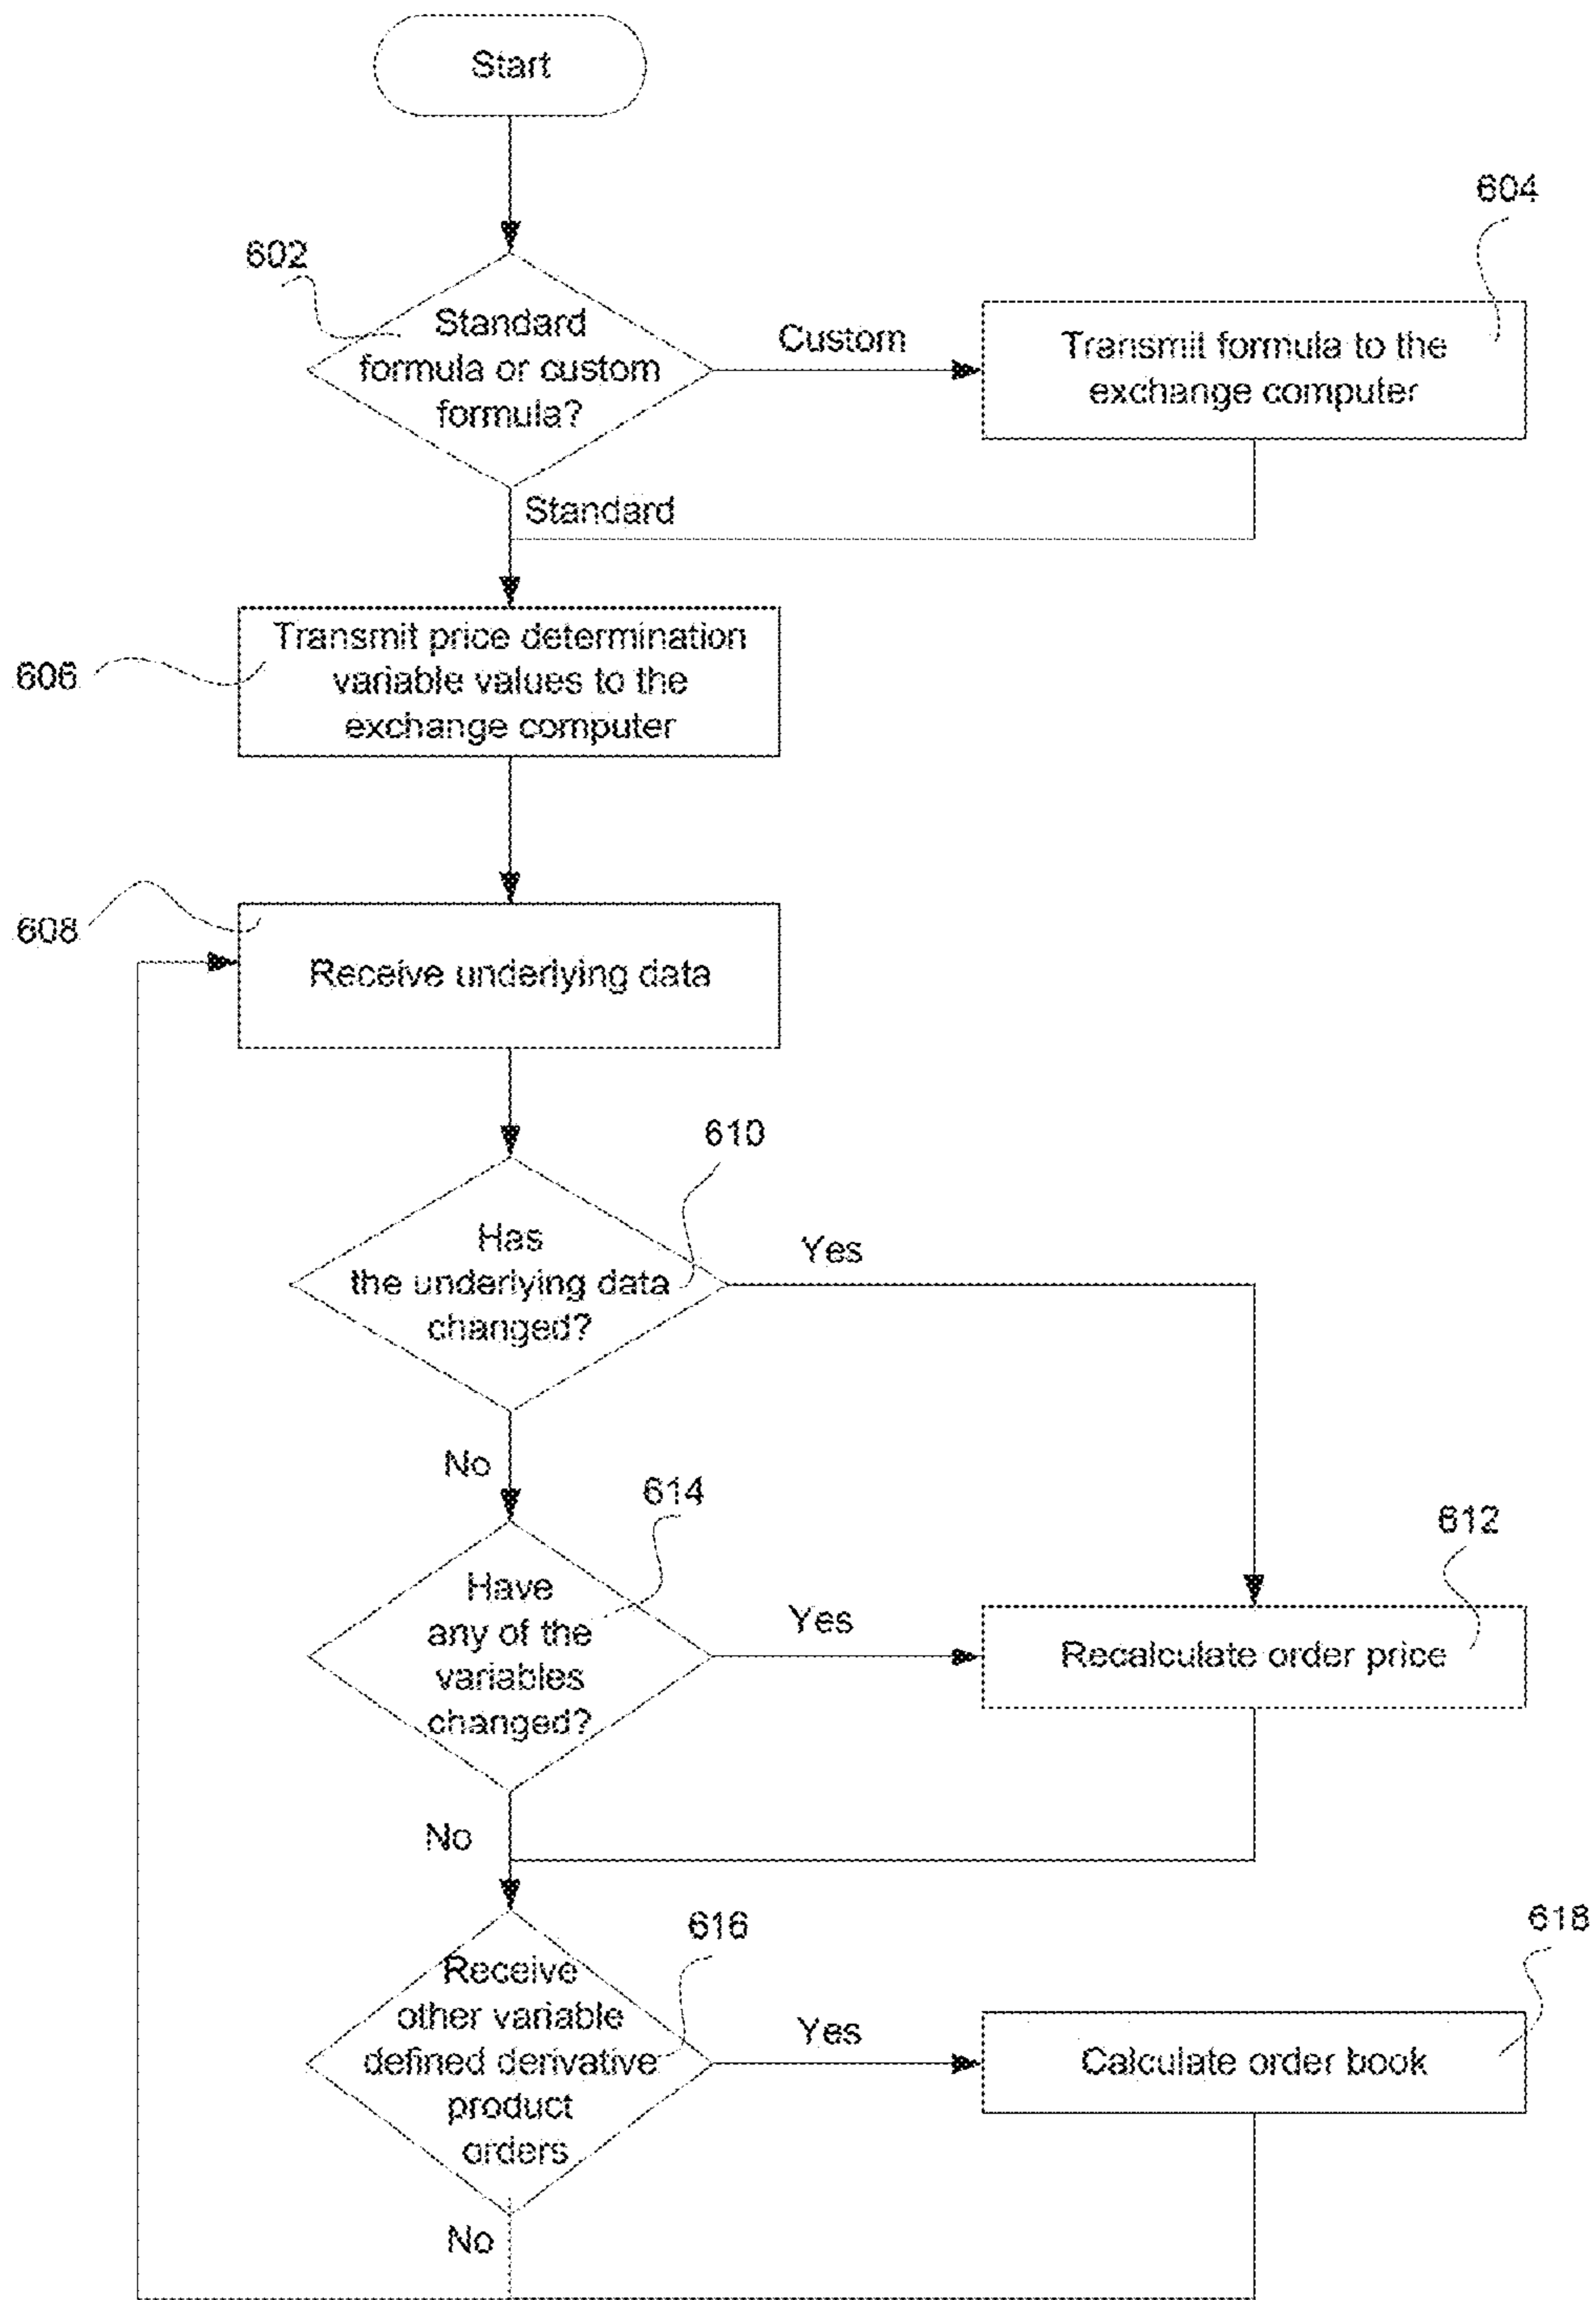 Start
604
602
Standard
formula or custom
formula?
Custom
Transmit formula to the
exchange computer
Standard
606
Transmit price determination
variable values to the
exchange computer
608
Receive underlying data
610
Has
the underlying data
changed?
Yes
No
614
612
Have
any of the
variables
changed?
Yes
Recalculate order price
No
616
618
Receive
other variable
defined derivative
product
orders
Yes
Calculate order book
No